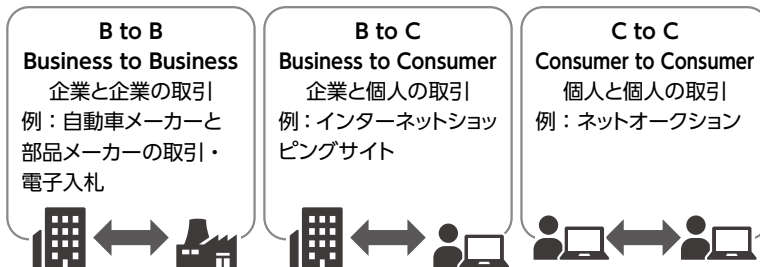 B to B
Business to Business
企業と企業の取引
例：自動車メーカーと
部品メーカーの取引・
電子入札
B to C
Business to Consumer
企業と個人の取引
例：インターネットショッ
ピングサイト
C to C
Consumer to Consumer
個人と個人の取引
例：ネットオークション